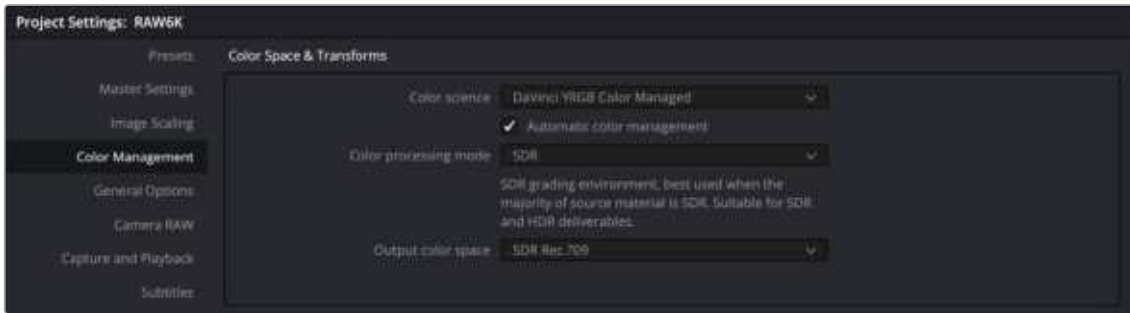 Project Settings: RAW6K
Presets
Color Space & Transforms
Master Settings
Color science DaVinci YRGB Color Managed
Image Scaling
Automatic color management
Color Management
Color processing mode SDR
General Options
SDR grading environment, best used when the
majority of source material is SDR. Suitable for SDR
and HDR deliverables.
Camera RAW
Capture and Playback
Output color space SDR Rec.709
Subtitles